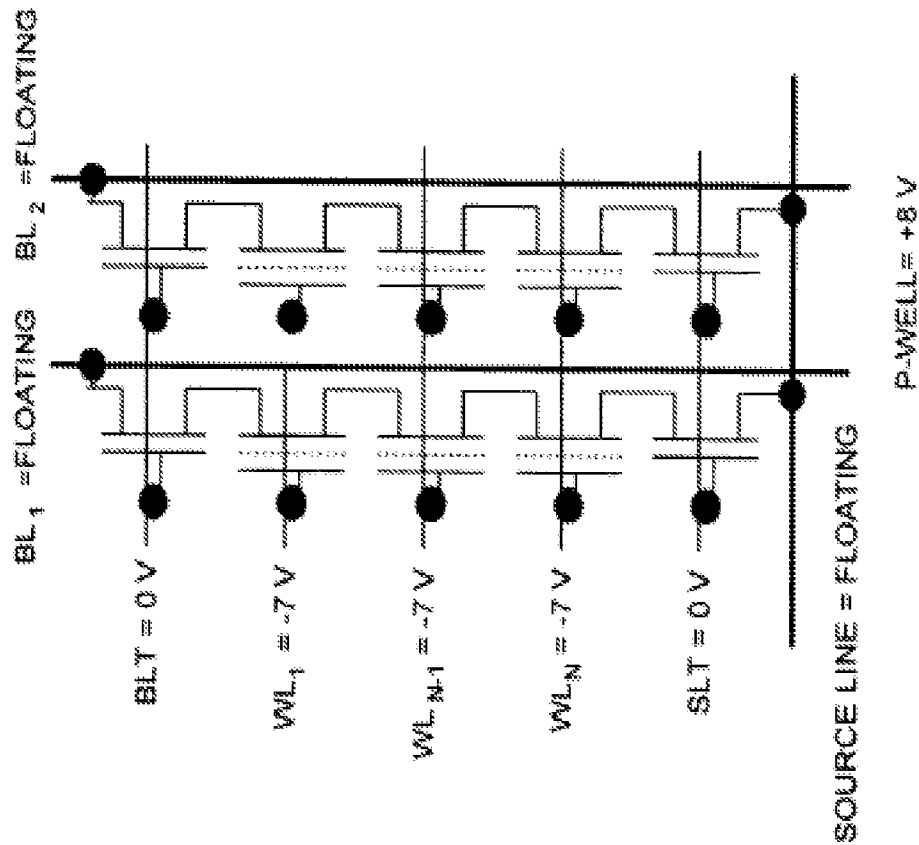 BL1 =FLOATING
BL2 =FLOATING
BLT = 0 V
WL1 = -7 V
WLN-1 = -7 V
WLN = -7 V
SLT = 0 V
SOURCE LINE = FLOATING
P-WELL= +8 V